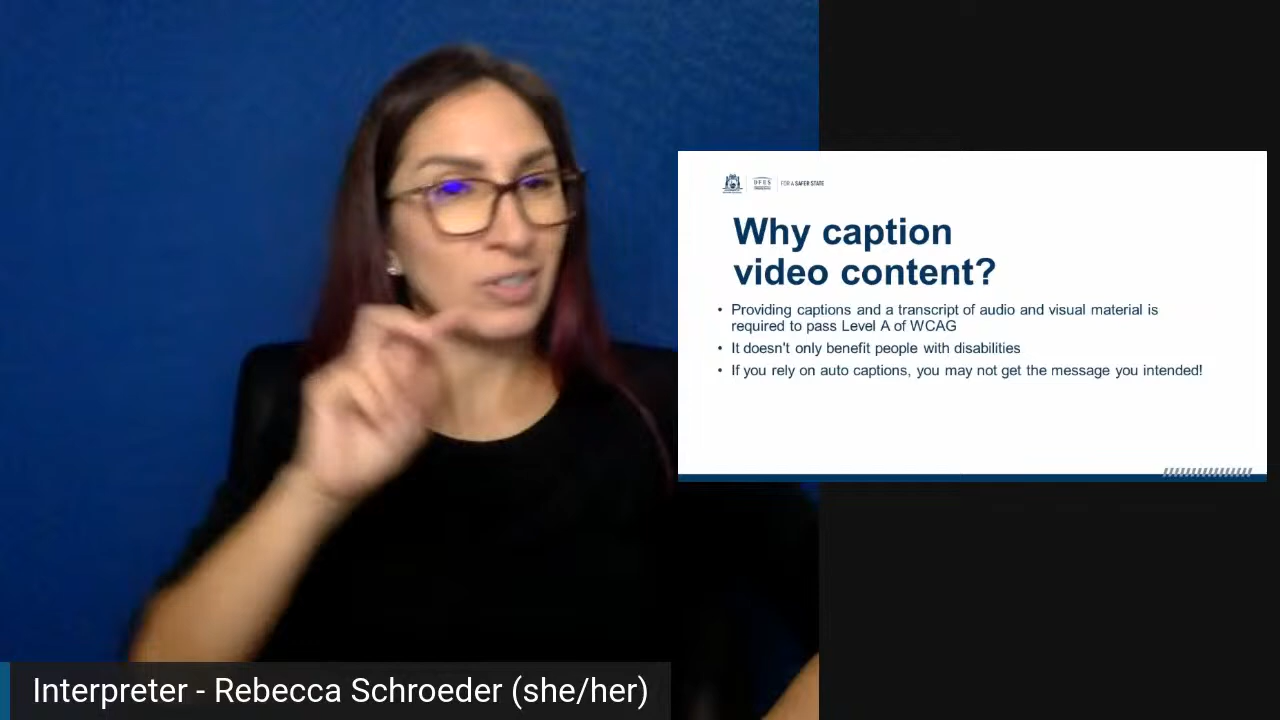 DFES
FOR A SAFER STATE
Why caption
video content?
• Providing captions and a transcript of audio and visual material is
required to pass Level A of WCAG
• It doesn't only benefit people with disabilities
• If you rely on auto captions, you may not get the message you intended!
Interpreter - Rebecca Schroeder (she/her)